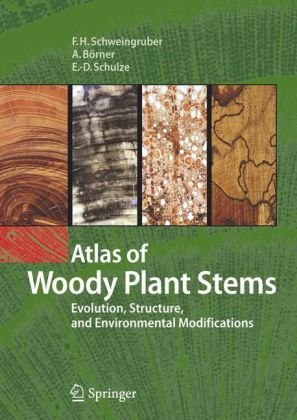 F.H. Schweingruber
A. Börner
E.-D. Schulze
Atlas of
Woody Plant Stems
Evolution, Structure,
and Environmental Modifications
Springer